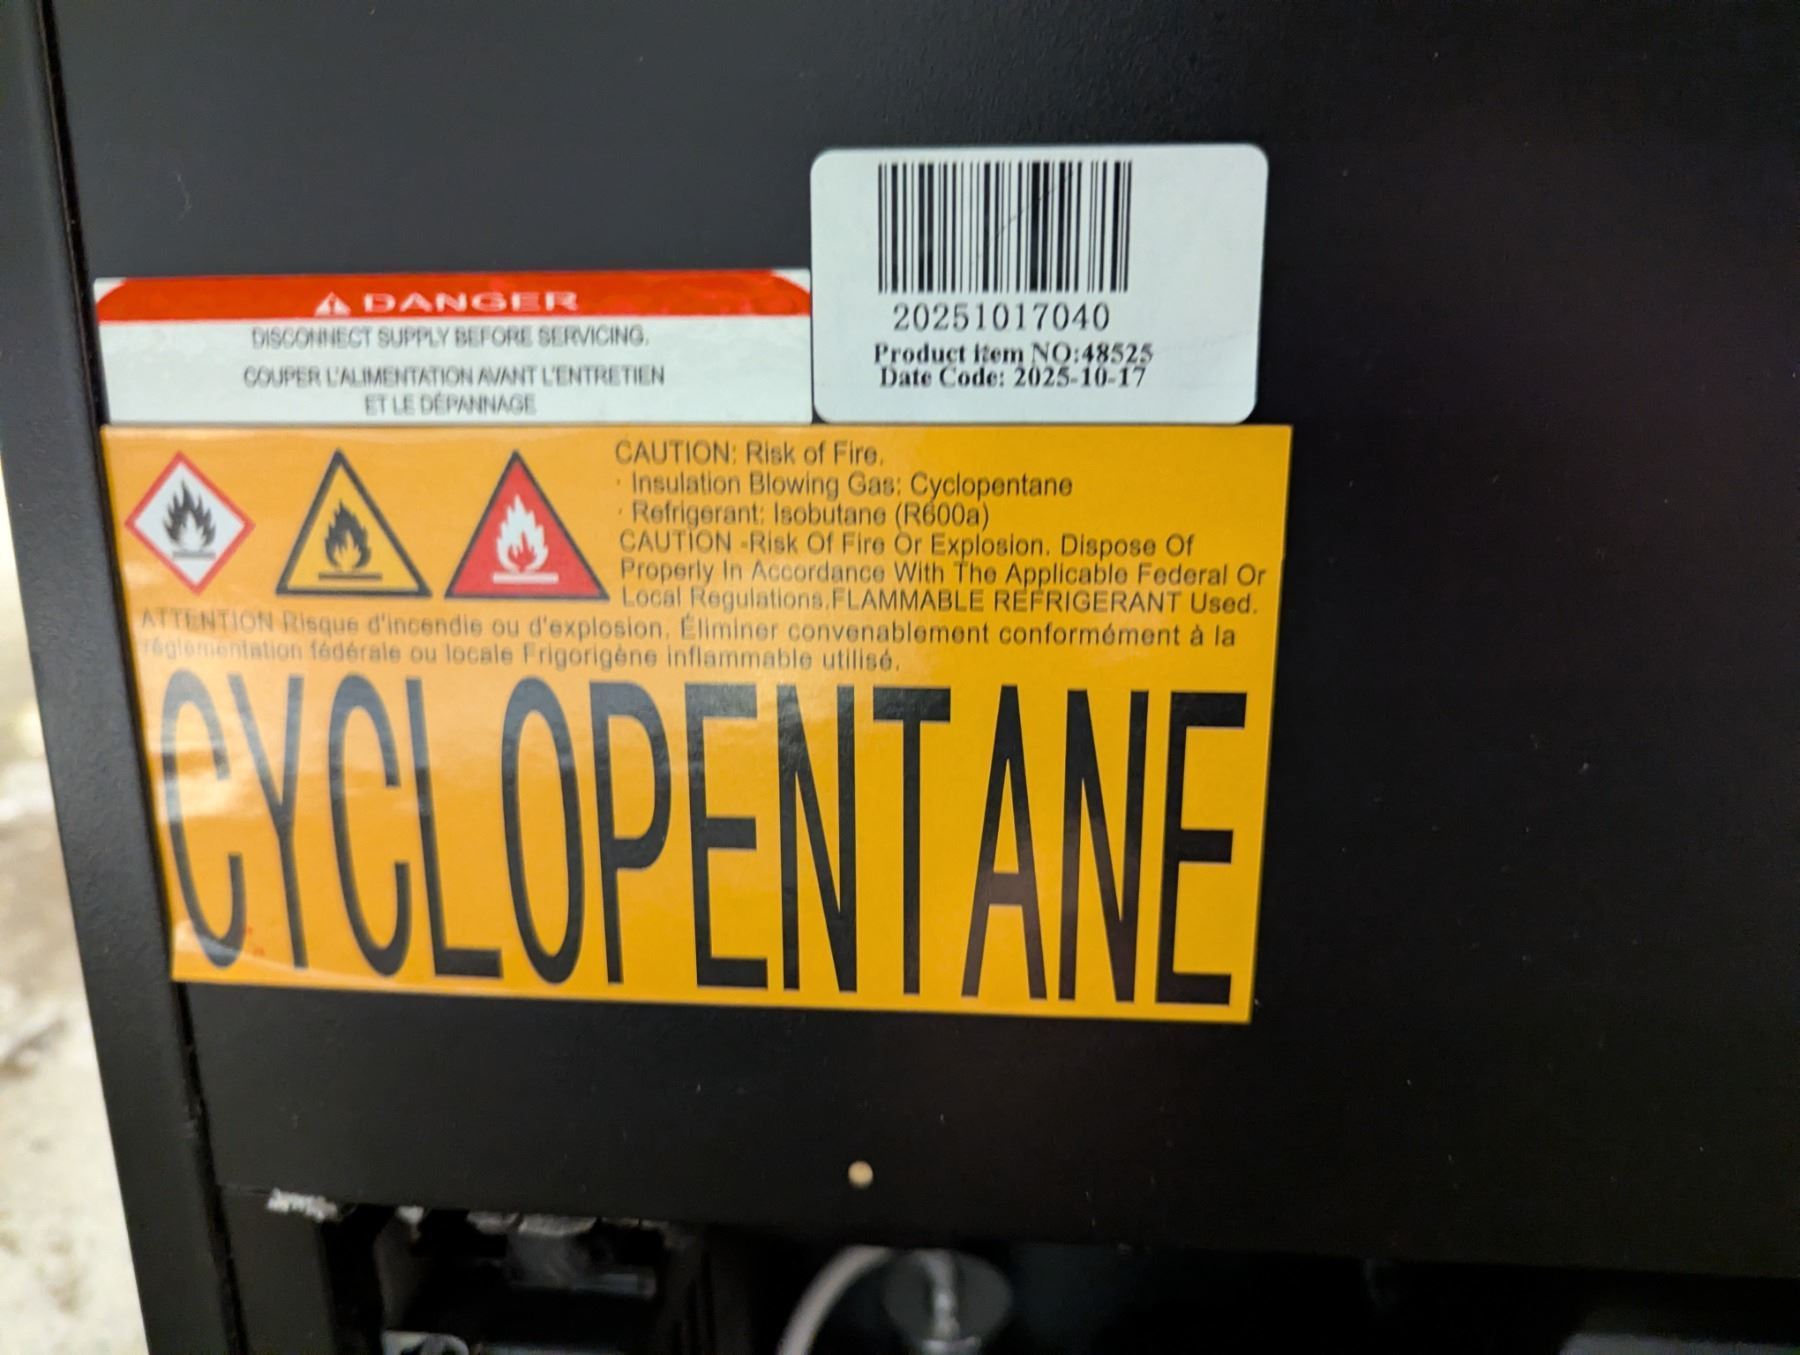 20251017040
Product item NO:48525
Date Code: 2025-10-17
DANGER
DISCONNECT SUPPLY BEFORE SERVICING.
COUPER L'ALIMENTATION AVANT L'ENTRETIEN
ET LE DÉPANNAGE
CAUTION: Risk of Fire.
· Insulation Blowing Gas: Cyclopentane
· Refrigerant: Isobutane (R600a)
CAUTION -Risk Of Fire Or Explosion. Dispose Of
Properly In Accordance With The Applicable Federal Or
Local Regulations.FLAMMABLE REFRIGERANT Used.
ATTENTION Risque d'incendie ou d'explosion. Éliminer convenablement conformément à la
réglementation fédérale ou locale Frigorigène inflammable utilisé.
CYCLOPENTANE